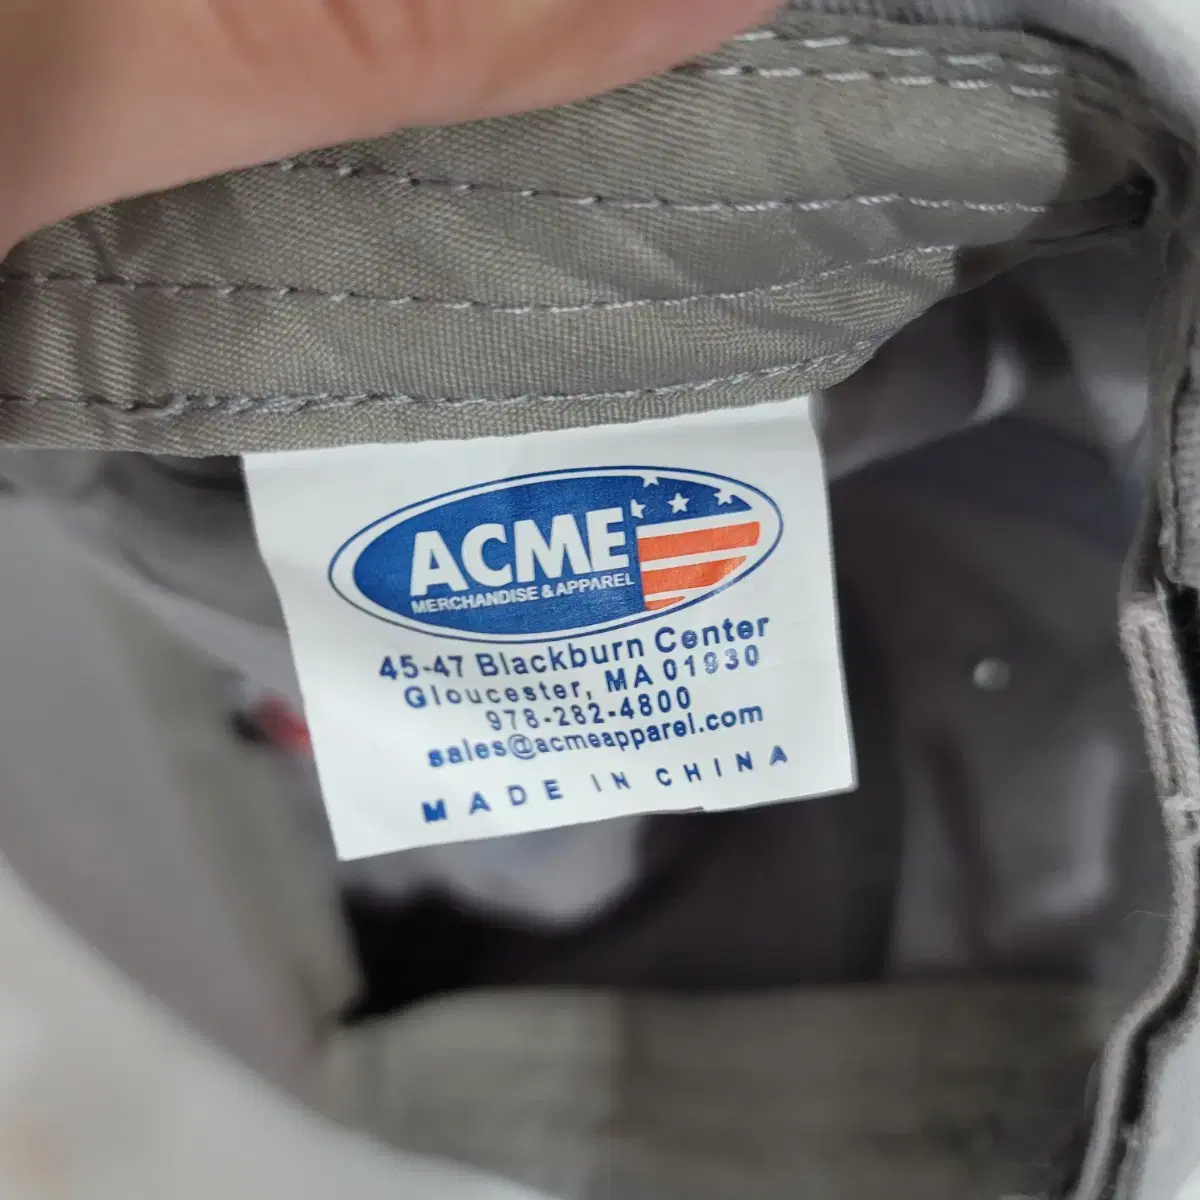 ACME
MERCHANDISE & APPAREL
45-47 Blackburn Center
Gloucester, MA 01930
978-282-4800
sales@acmeapparel.com
MADE IN CHINA